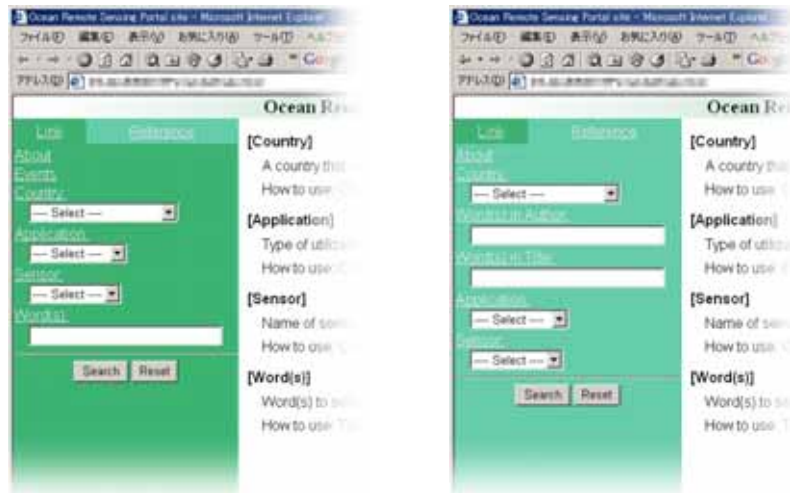 Ocean Remote Sensing Portal site - Microsoft Internet Explorer
ファイル(F) 編集(E) 表示(V) お気に入り(A) ツール(T)
アドレス(D)
Ocean
Link Reference
About
Events
Country:
--- Select ---
Application:
--- Select ---
Sensor:
--- Select ---
Word(s):
Search Reset
[Country]
A country
How to use
[Application]
Type of
How to use
[Sensor]
Name of
How to use
[Word(s)]
Word(s) to
How to use
Ocean Remote Sensing Portal site - Microsoft Internet Explorer
ファイル(F) 編集(E) 表示(V) お気に入り(A) ツール(T)
アドレス(D)
Ocean
Link Reference
About
Country:
--- Select ---
Word(s) in Author:
Word(s) in Title:
Application:
--- Select ---
Sensor:
--- Select ---
Search Reset
[Country]
A country
How to use
[Application]
Type of
How to use
[Sensor]
Name of
How to use
[Word(s)]
Word(s) to
How to use